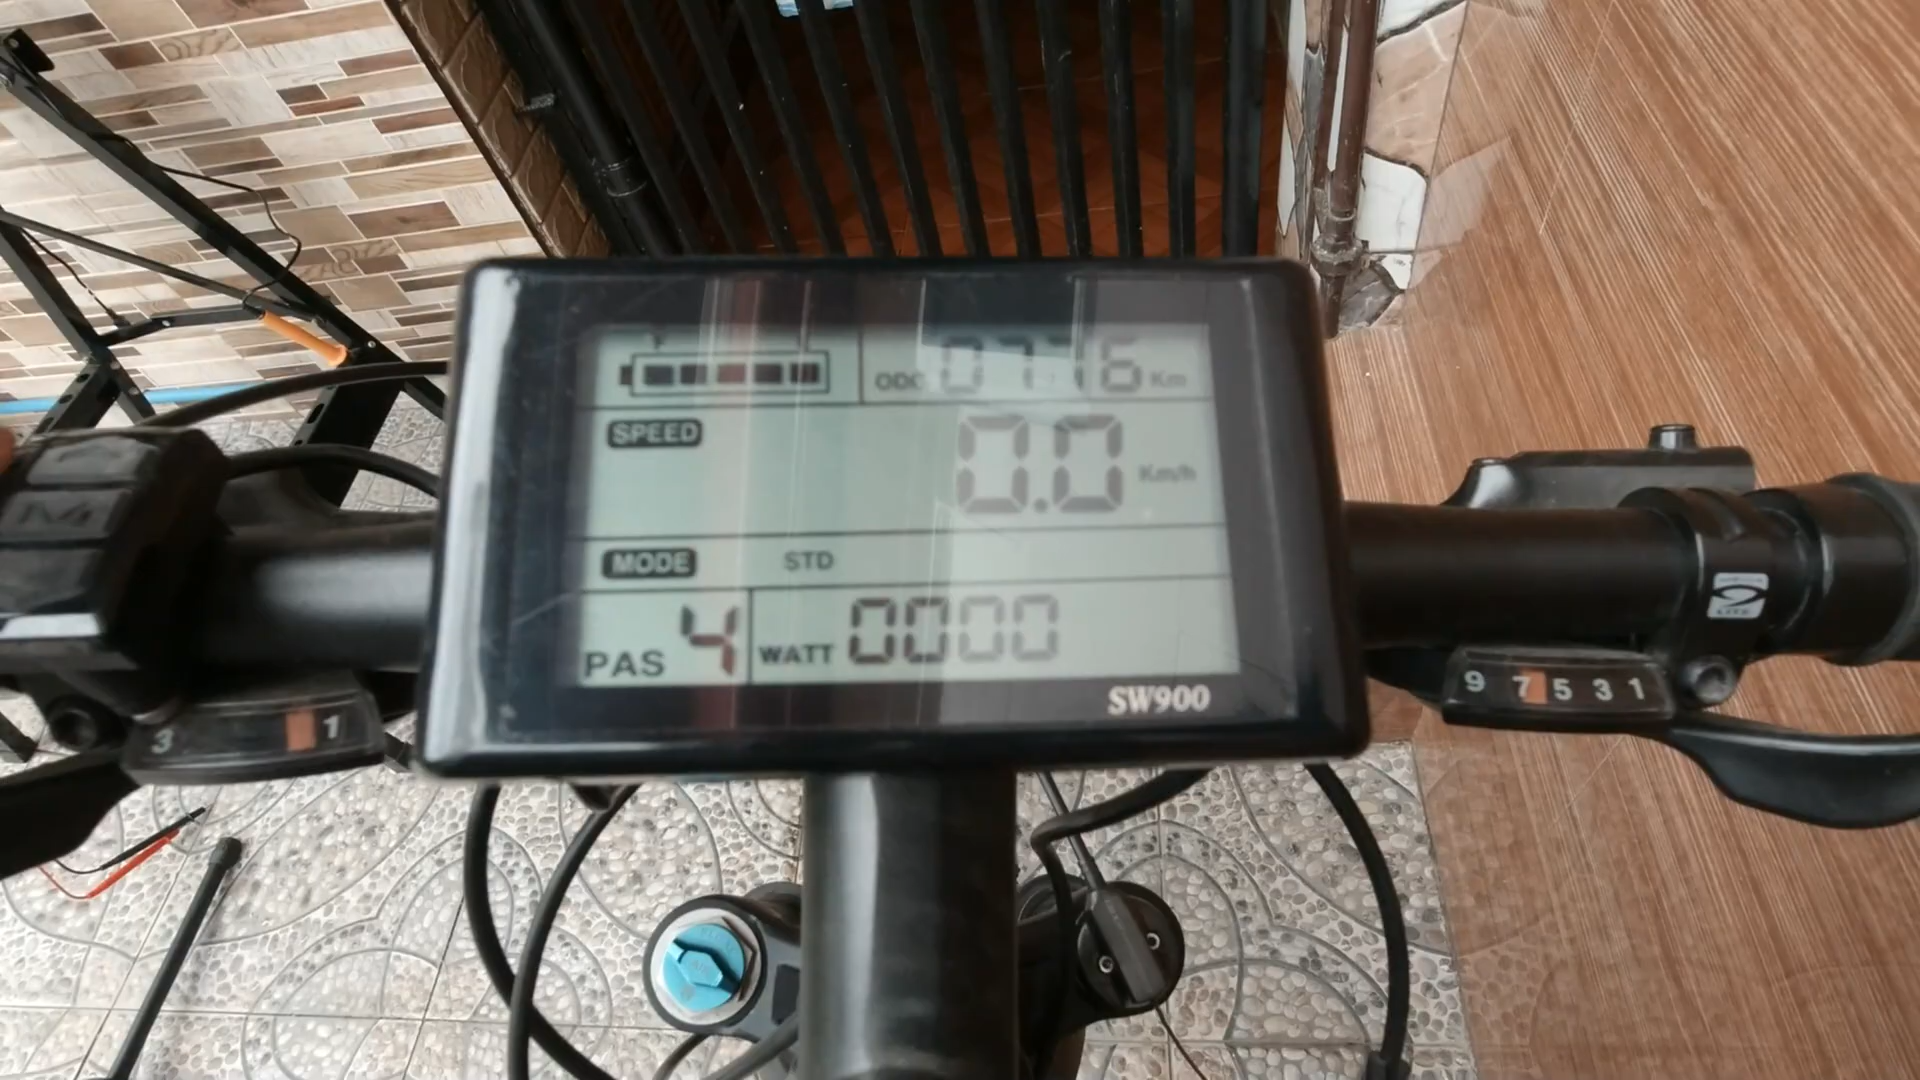 ODO 0776 Km
SPEED 0.0 Km/h
MODE STD
PAS 4 WATT 0000
SW900
M
3 1
9 7 5 3 1